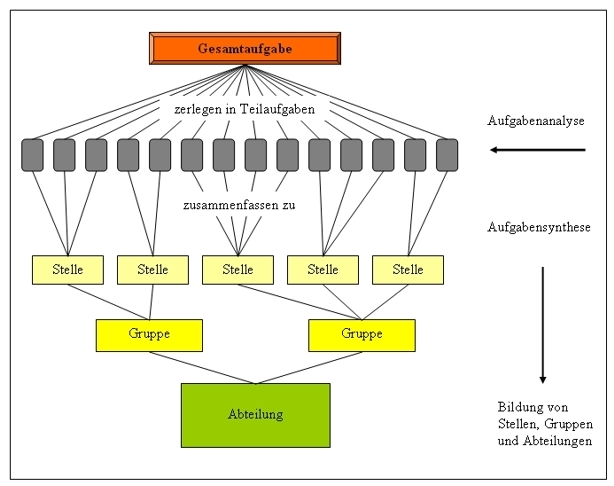 Gesamtaufgabe
zerlegen in Teilaufgaben
Aufgabenanalyse
zusammenfassen zu
Aufgabensynthese
Stelle
Stelle
Stelle
Stelle
Stelle
Gruppe
Gruppe
Abteilung
Bildung von
Stellen, Gruppen
und Abteilungen